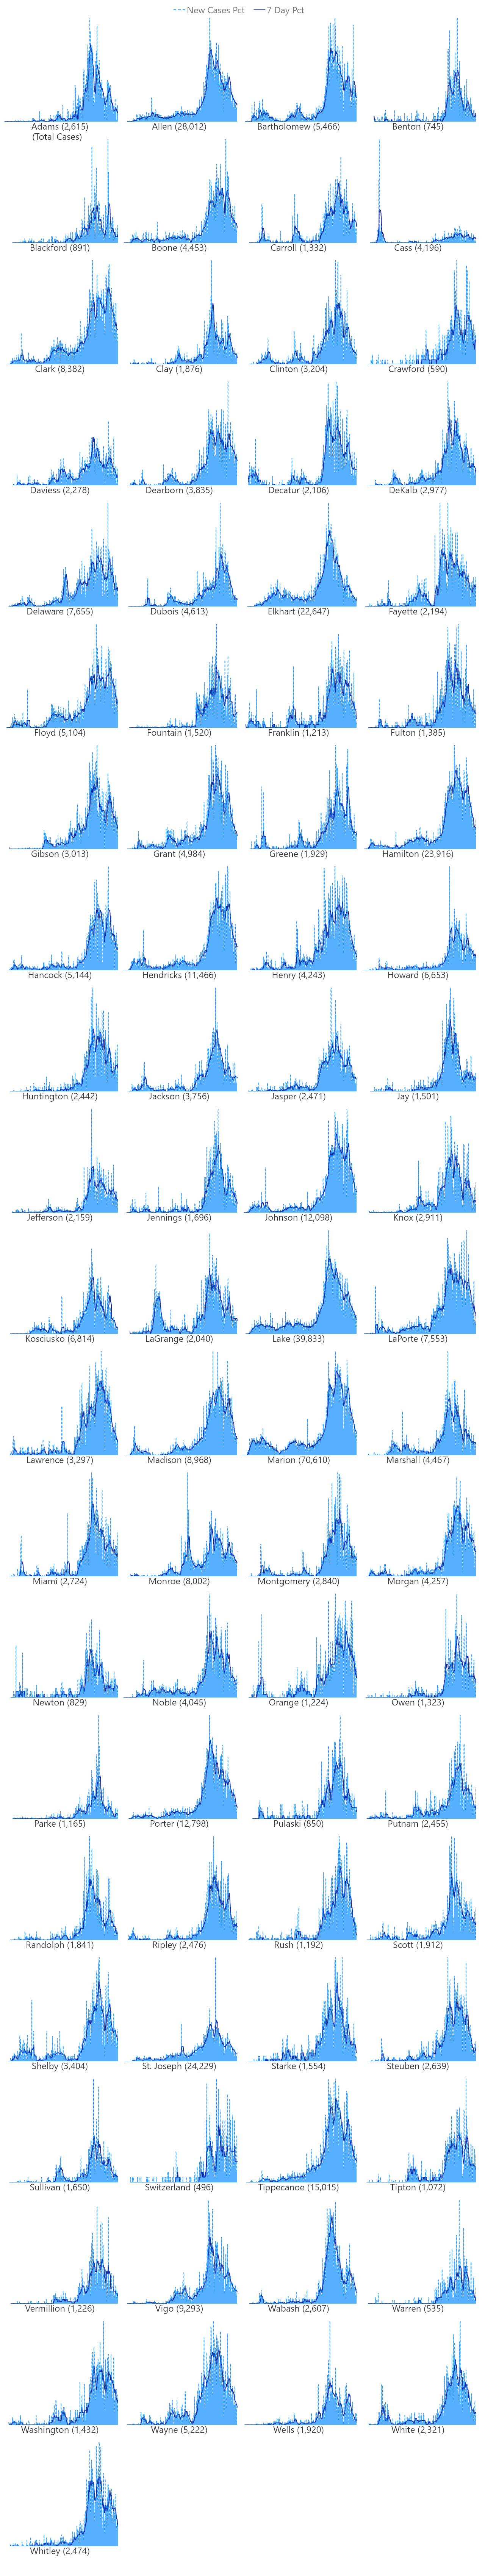 New Cases Pct 7 Day Pct
Adams (2,615) Allen (28,012) Bartholomew (5,466) Benton (745)
(Total Cases)
Blackford (891) Boone (4,453) Carroll (1,332) Cass (4,196)
Clark (8,382) Clay (1,876) Clinton (3,204) Crawford (590)
Daviess (2,278) Dearborn (3,835) Decatur (2,106) DeKalb (2,977)
Delaware (7,655) Dubois (4,613) Elkhart (22,647) Fayette (2,194)
Floyd (5,104) Fountain (1,520) Franklin (1,213) Fulton (1,385)
Gibson (3,013) Grant (4,984) Greene (1,929) Hamilton (23,916)
Hancock (5,144) Hendricks (11,466) Henry (4,243) Howard (6,653)
Huntington (2,442) Jackson (3,756) Jasper (2,471) Jay (1,501)
Jefferson (2,159) Jennings (1,696) Johnson (12,098) Knox (2,911)
Kosciusko (6,814) LaGrange (2,040) Lake (39,833) LaPorte (7,553)
Lawrence (3,297) Madison (8,968) Marion (70,610) Marshall (4,467)
Miami (2,724) Monroe (8,002) Montgomery (2,840) Morgan (4,257)
Newton (829) Noble (4,045) Orange (1,224) Owen (1,323)
Parke (1,165) Porter (12,798) Pulaski (850) Putnam (2,455)
Randolph (1,841) Ripley (2,476) Rush (1,192) Scott (1,912)
Shelby (3,404) St. Joseph (24,229) Starke (1,554) Steuben (2,639)
Sullivan (1,650) Switzerland (496) Tippecanoe (15,015) Tipton (1,072)
Vermillion (1,226) Vigo (9,293) Wabash (2,607) Warren (535)
Washington (1,432) Wayne (5,222) Wells (1,920) White (2,321)
Whitley (2,474)